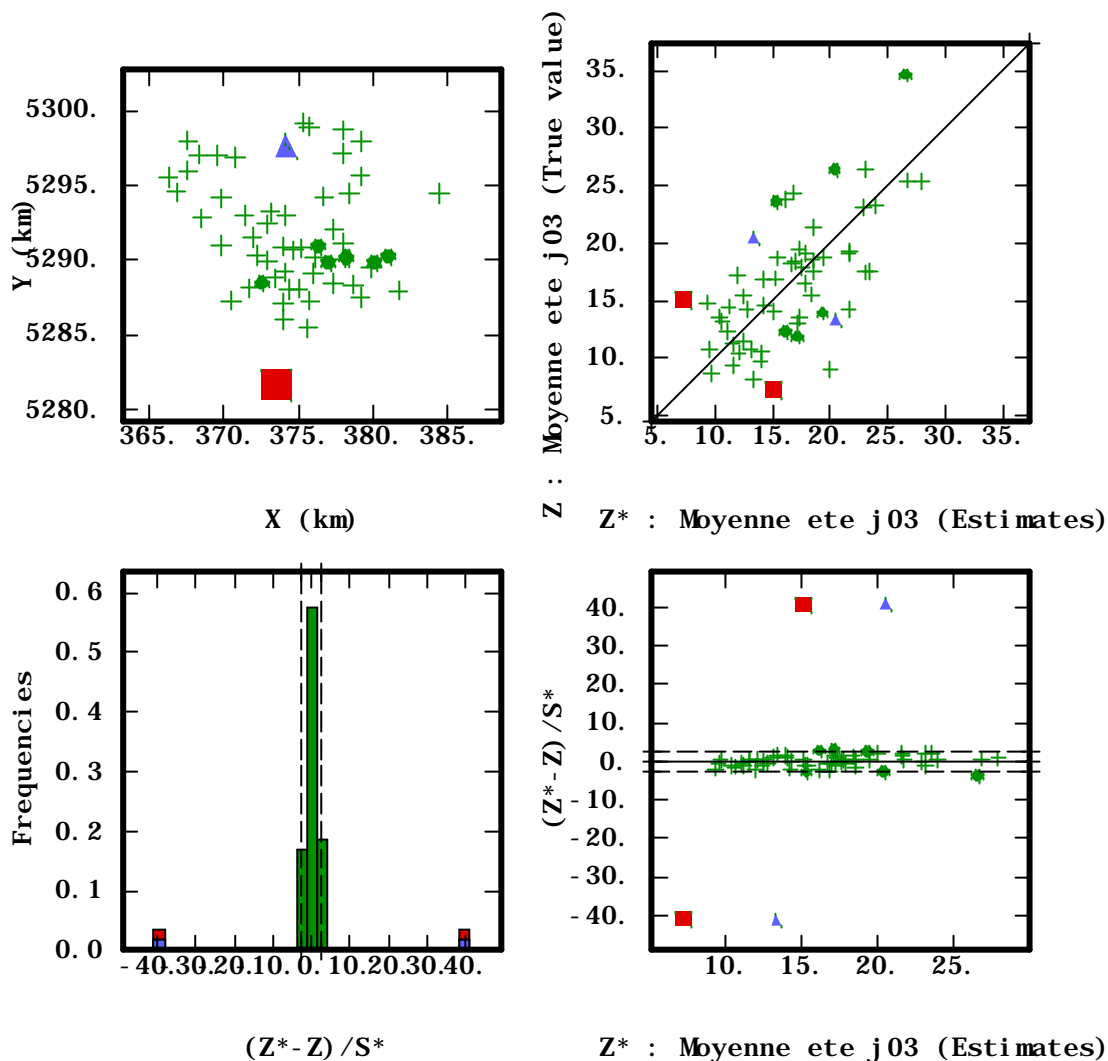 5300.
5295.
5290.
5285.
5280.
Y (km)
365. 370. 375. 380. 385.
X (km)
35.
30.
25.
20.
15.
10.
5.
Z : Moyenne ete j03 (True value)
5. 10. 15. 20. 25. 30. 35.
Z* : Moyenne ete j03 (Estimates)
0.6
0.5
0.4
0.3
0.2
0.1
0.0
Frequencies
-40.-30.-20.-10. 0. 10. 20. 30. 40.
(Z*-Z)/S*
40.
30.
20.
10.
0.
-10.
-20.
-30.
-40.
(Z*-Z)/S*
10. 15. 20. 25.
Z* : Moyenne ete j03 (Estimates)